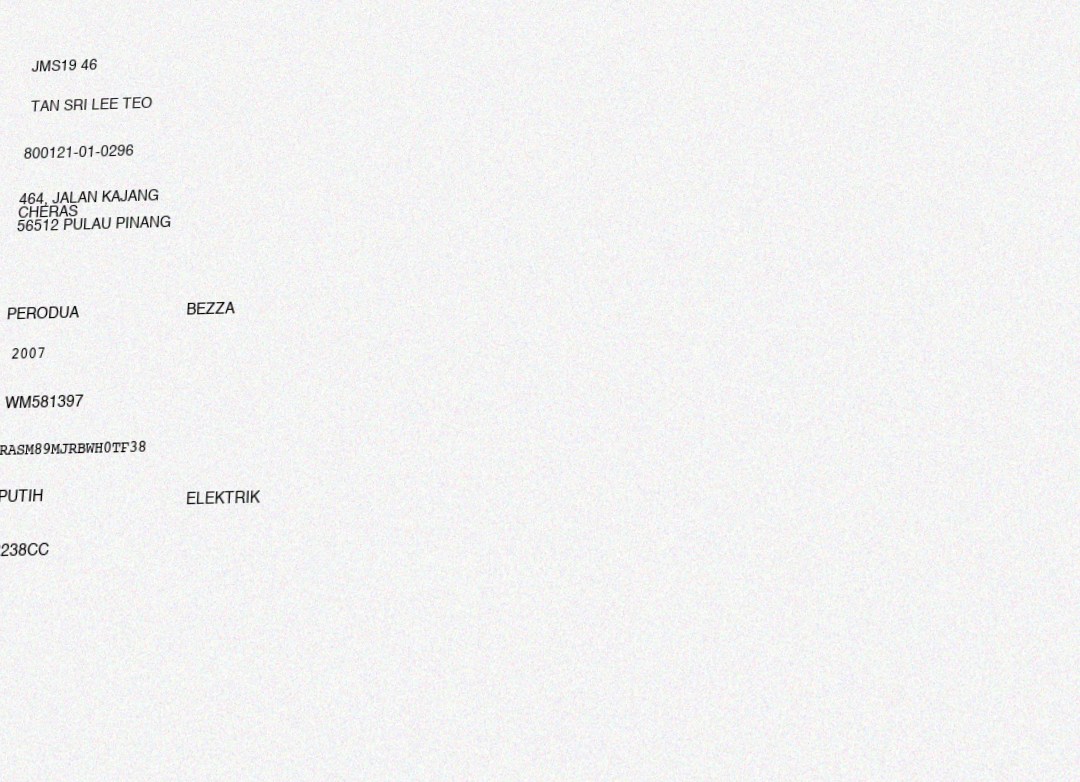 JMS19 46
TAN SRI LEE TEO
800121-01-0296
464, JALAN KAJANG
CHERAS
56512 PULAU PINANG
PERODUA BEZZA
2007
WM581397
RASM89MJRBWH0TF38
PUTIH ELEKTRIK
238CC